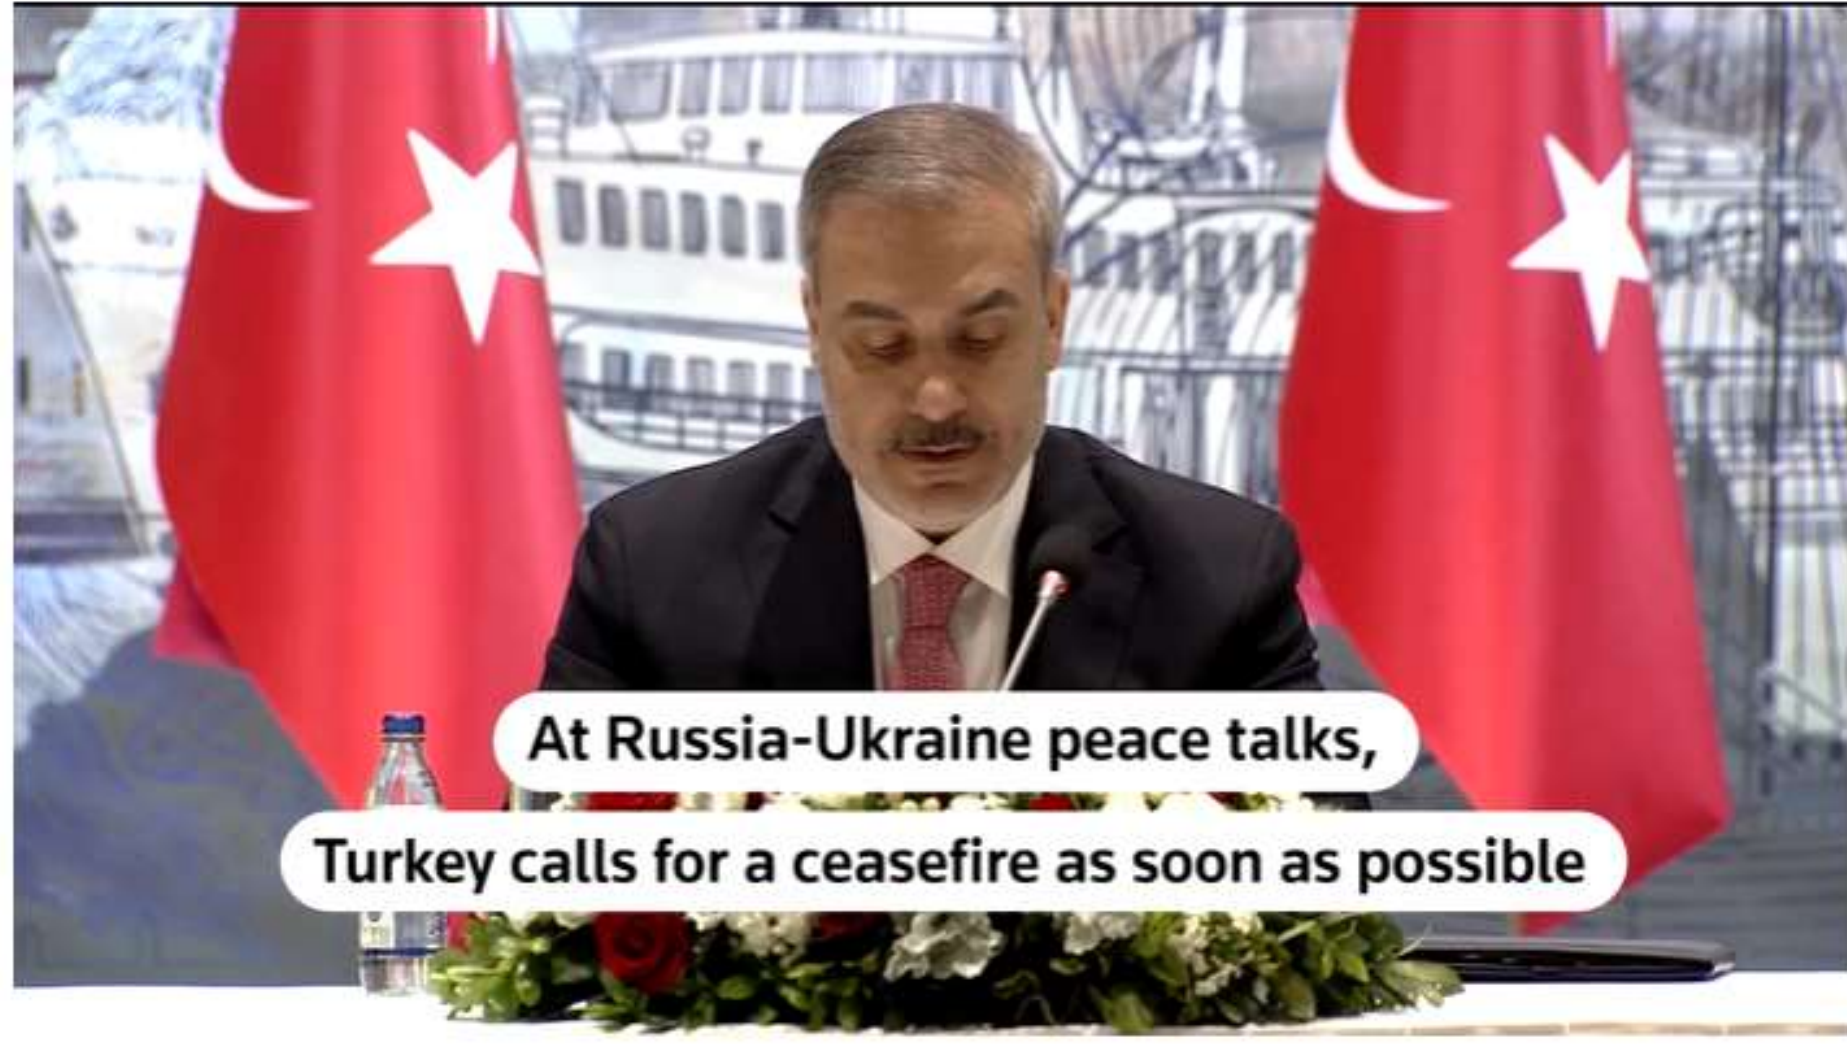 At Russia-Ukraine peace talks,
Turkey calls for a ceasefire as soon as possible